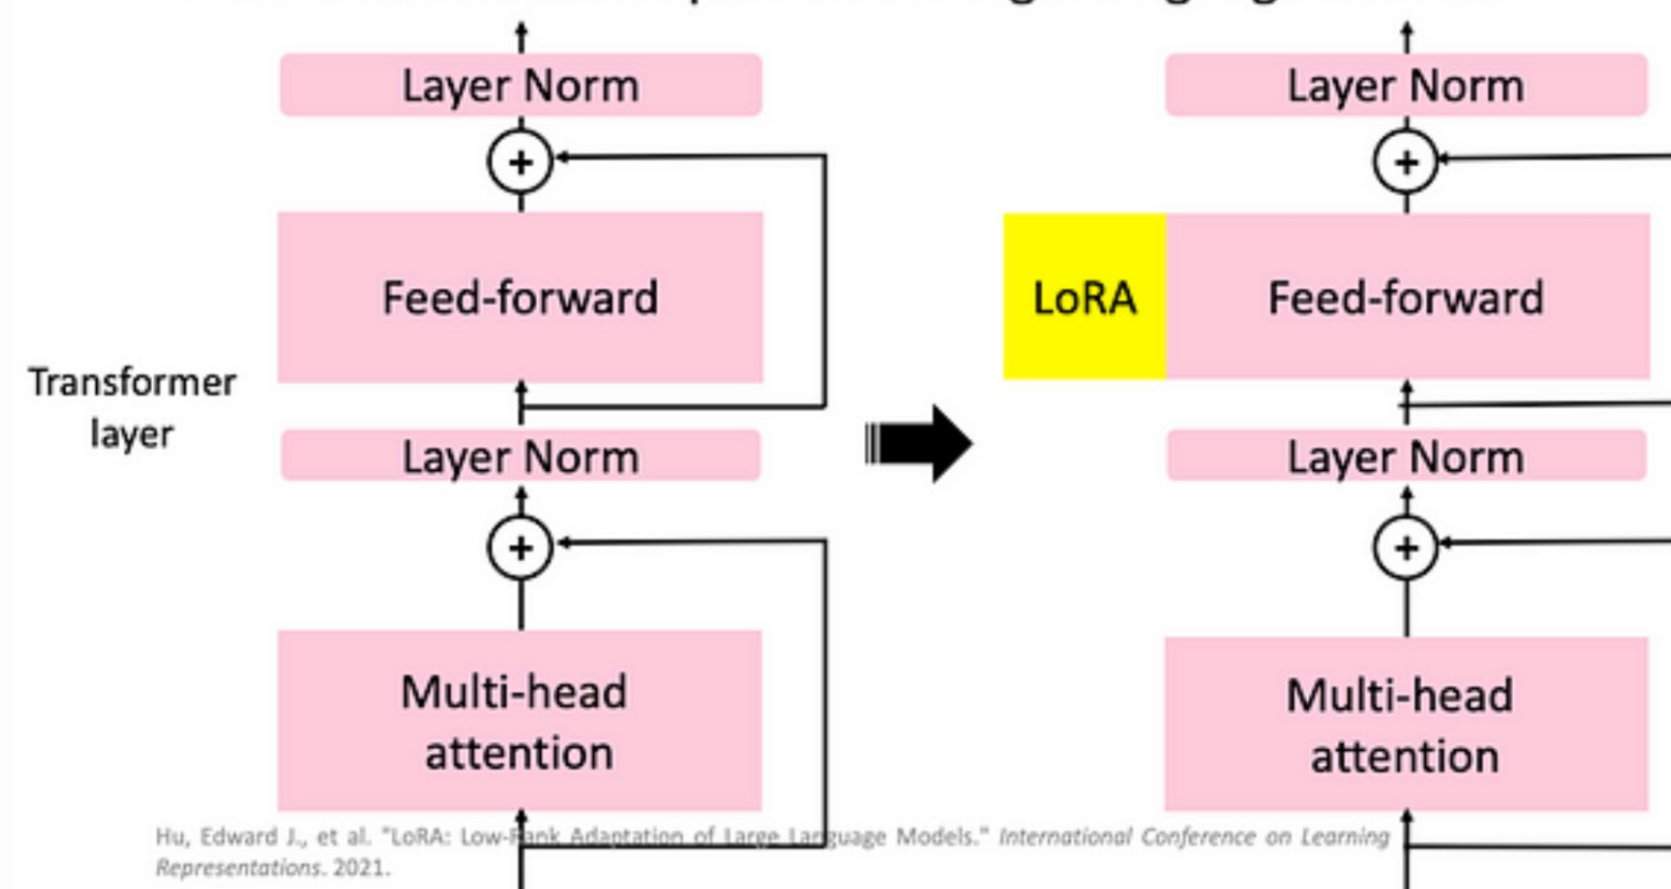 Layer Norm
Layer Norm
+
+
Feed-forward
LoRA
Feed-forward
Transformer
layer
Layer Norm
Layer Norm
+
+
Multi-head
attention
Multi-head
attention
Hu, Edward J., et al. "LoRA: Low-Rank Adaptation of Large Language Models." International Conference on Learning
Representations. 2021.